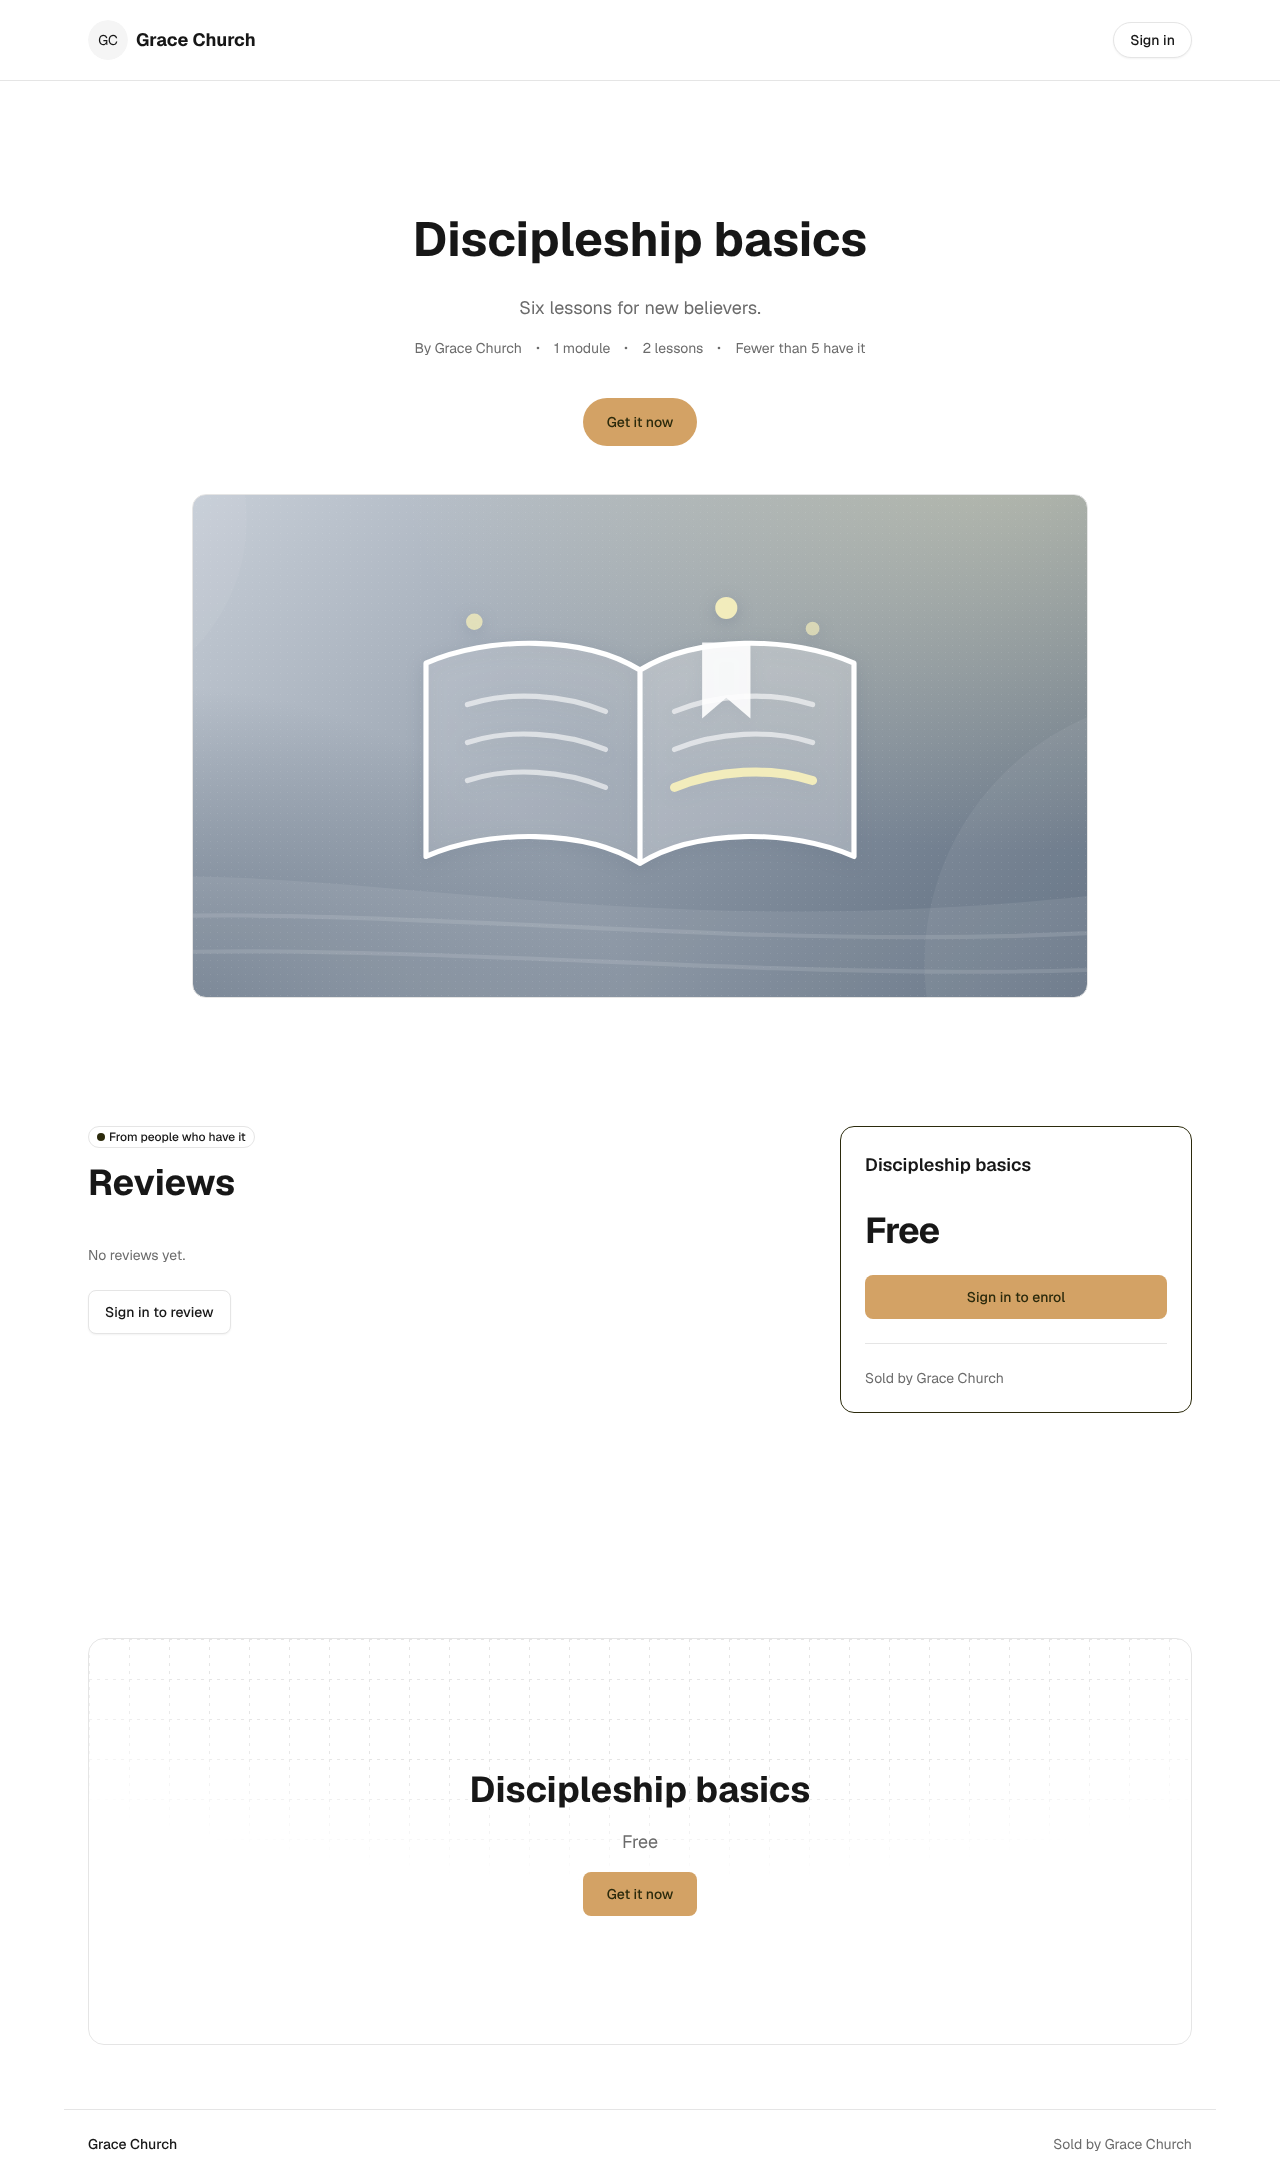 GC Grace Church
Sign in
Discipleship basics
Six lessons for new believers.
By Grace Church • 1 module • 2 lessons • Fewer than 5 have it
Get it now
From people who have it
Reviews
No reviews yet.
Sign in to review
Discipleship basics
Free
Sign in to enrol
Sold by Grace Church
Discipleship basics
Free
Get it now
Grace Church
Sold by Grace Church